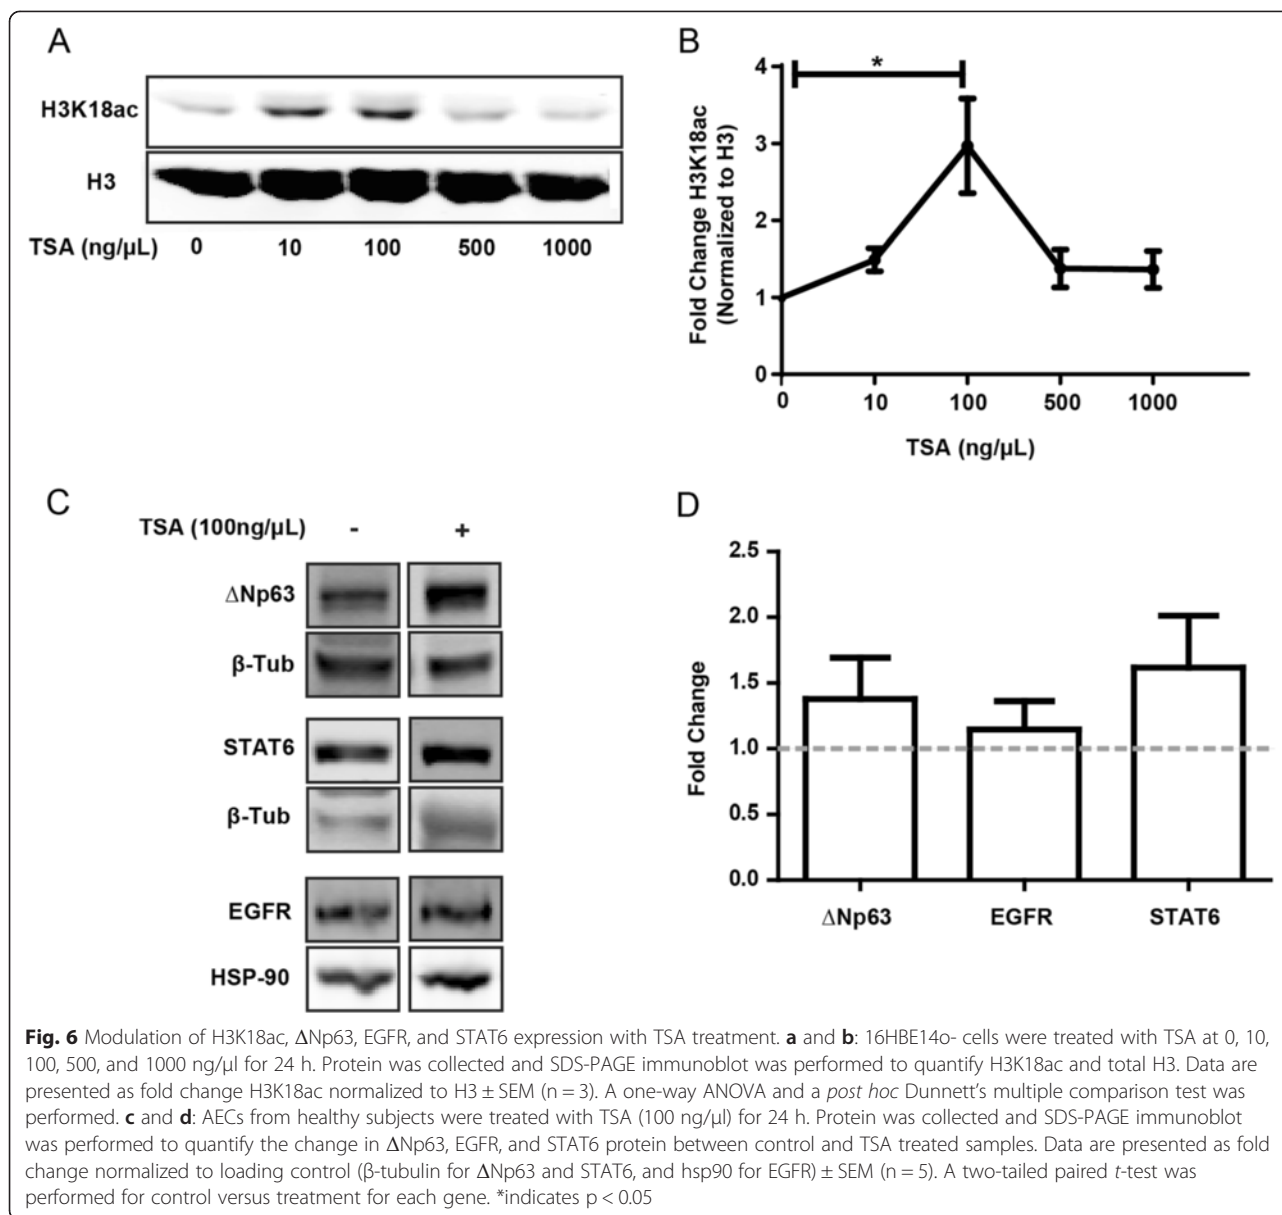 A
H3K18ac
H3
TSA (ng/µL) 0 10 100 500 1000
B
*
4
3
2
1
0
Fold Change H3K18ac
(Normalized to H3)
0 10 100 500 1000
TSA (ng/µL)
C
TSA (100ng/µL) - +
ΔNp63
β-Tub
STAT6
β-Tub
EGFR
HSP-90
D
2.5
2.0
1.5
1.0
0.5
0.0
Fold Change
ΔNp63 EGFR STAT6
Fig. 6 Modulation of H3K18ac, ΔNp63, EGFR, and STAT6 expression with TSA treatment. a and b: 16HBE14o- cells were treated with TSA at 0, 10,
100, 500, and 1000 ng/µl for 24 h. Protein was collected and SDS-PAGE immunoblot was performed to quantify H3K18ac and total H3. Data are
presented as fold change H3K18ac normalized to H3 ± SEM (n = 3). A one-way ANOVA and a post hoc Dunnett's multiple comparison test was
performed. c and d: AECs from healthy subjects were treated with TSA (100 ng/µl) for 24 h. Protein was collected and SDS-PAGE immunoblot
was performed to quantify the change in ΔNp63, EGFR, and STAT6 protein between control and TSA treated samples. Data are presented as fold
change normalized to loading control (β-tubulin for ΔNp63 and STAT6, and hsp90 for EGFR) ± SEM (n = 5). A two-tailed paired t-test was
performed for control versus treatment for each gene. *indicates p < 0.05